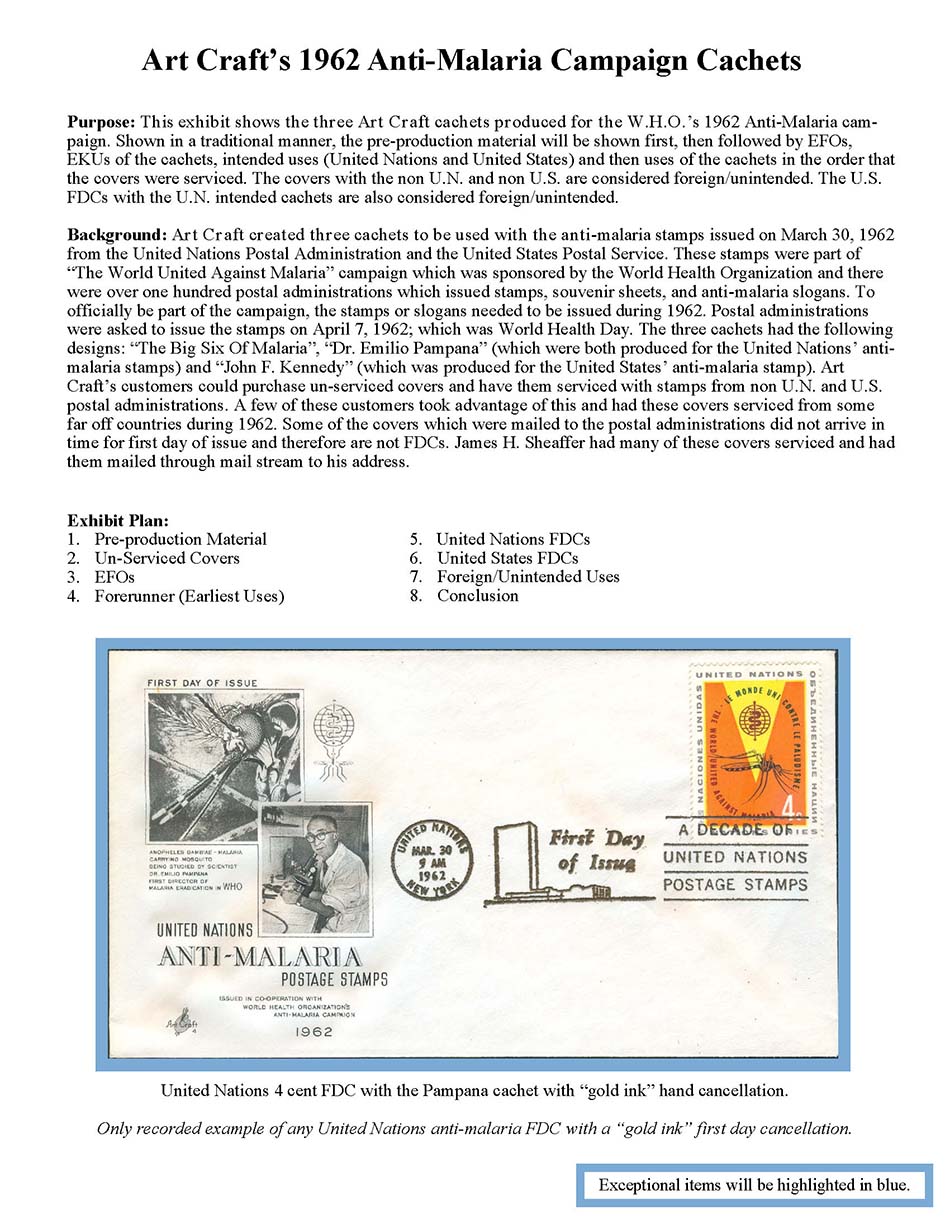 Art Craft's 1962 Anti-Malaria Campaign Cachets
Purpose: This exhibit shows the three Art Craft cachets produced for the W.H.O.'s 1962 Anti-Malaria cam-
paign. Shown in a traditional manner, the pre-production material will be shown first, then followed by EFOs,
EKUs of the cachets, intended uses (United Nations and United States) and then uses of the cachets in the order that
the covers were serviced. The covers with the non U.N. and non U.S. are considered foreign/unintended. The U.S.
FDCs with the U.N. intended cachets are also considered foreign/unintended.
Background: Art Craft created three cachets to be used with the anti-malaria stamps issued on March 30, 1962
from the United Nations Postal Administration and the United States Postal Service. These stamps were part of
“The World United Against Malaria” campaign which was sponsored by the World Health Organization and there
were over one hundred postal administrations which issued stamps, souvenir sheets, and anti-malaria slogans. To
officially be part of the campaign, the stamps or slogans needed to be issued during 1962. Postal administrations
were asked to issue the stamps on April 7, 1962; which was World Health Day. The three cachets had the following
designs: “The Big Six Of Malaria”, “Dr. Emilio Pampana” (which were both produced for the United Nations’ anti-
malaria stamps) and “John F. Kennedy” (which was produced for the United States’ anti-malaria stamp). Art
Craft’s customers could purchase un-serviced covers and have them serviced with stamps from non U.N. and U.S.
postal administrations. A few of these customers took advantage of this and had these covers serviced from some
far off countries during 1962. Some of the covers which were mailed to the postal administrations did not arrive in
time for first day of issue and therefore are not FDCs. James H. Sheaffer had many of these covers serviced and had
them mailed through mail stream to his address.
Exhibit Plan:
1. Pre-production Material
2. Un-Serviced Covers
3. EFOs
4. Forerunner (Earliest Uses)
5. United Nations FDCs
6. United States FDCs
7. Foreign/Unintended Uses
8. Conclusion
FIRST DAY OF ISSUE
ANOPHELES GAMBIAE - MALARIA
CARRYING MOSQUITO
BEING STUDIED BY SCIENTIST
DR. EMILIO PAMPANA
FIRST DIRECTOR OF
MALARIA ERADICATION IN WHO
UNITED NATIONS
ANTI-MALARIA
POSTAGE STAMPS
ISSUED IN CO-OPERATION WITH
WORLD HEALTH ORGANIZATION'S
ANTI-MALARIA CAMPAIGN
1962
Art Craft
UNITED NATIONS
MAR. 30
9 AM
1962
NEW YORK
First Day
of Issue
UNITED NATIONS
NACIONES UNIDAS
ОБЪЕДИНЕННЫЕ НАЦИИ
LE MONDE UNI CONTRE LE PALUDISME
THE WORLD UNITED AGAINST MALARIA
4c
A DECADE OF
UNITED NATIONS
POSTAGE STAMPS
United Nations 4 cent FDC with the Pampana cachet with “gold ink” hand cancellation.
Only recorded example of any United Nations anti-malaria FDC with a “gold ink” first day cancellation.
Exceptional items will be highlighted in blue.